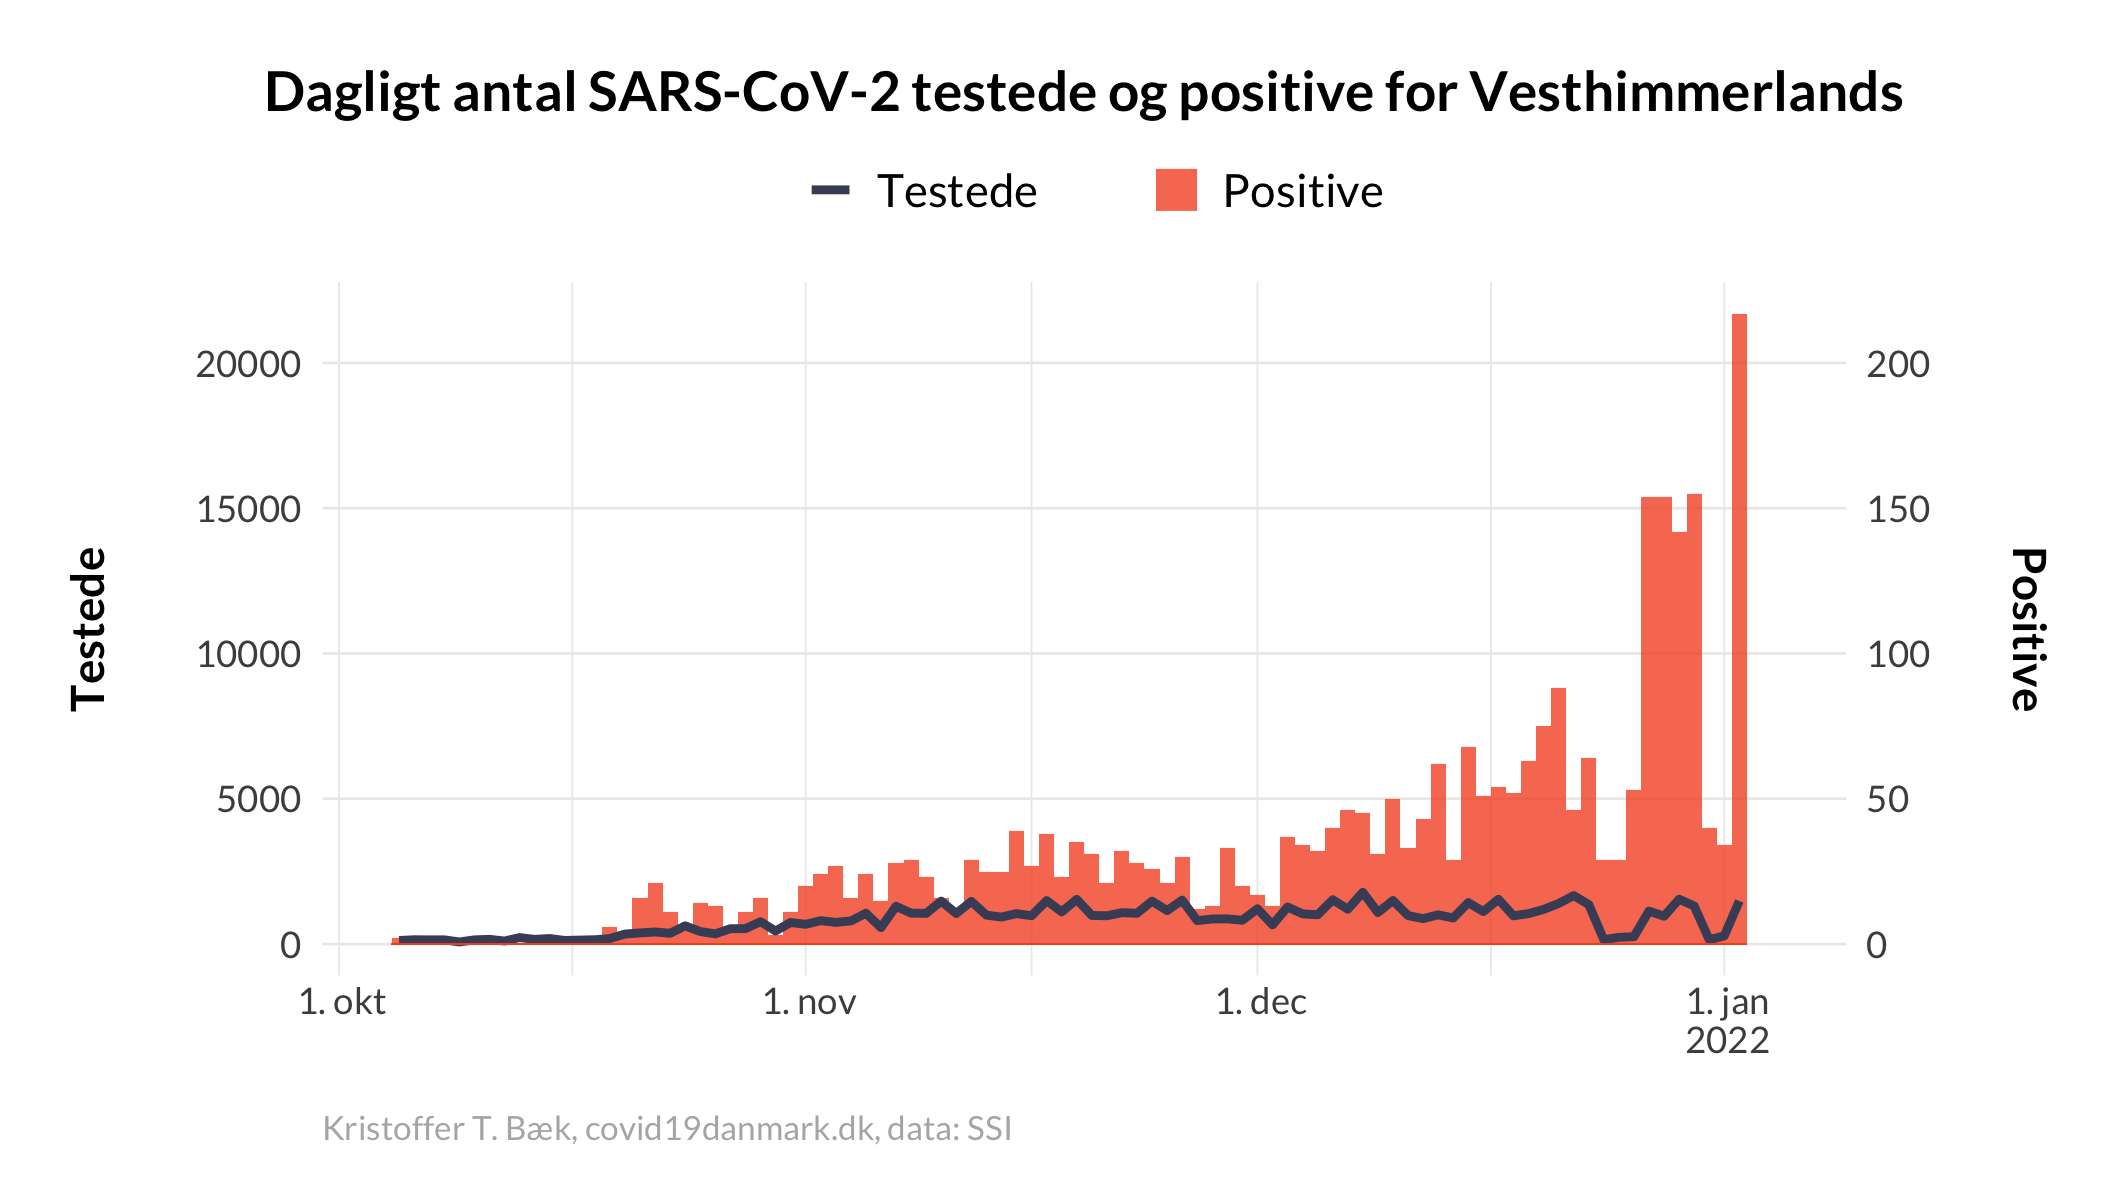 Dagligt antal SARS-CoV-2 testede og positive for Vesthimmerlands
Testede
Positive
20000
15000
10000
5000
0
200
150
100
50
0
Testede
Positive
1. okt
1. nov
1. dec
1. jan
2022
Kristoffer T. Bæk, covid19danmark.dk, data: SSI